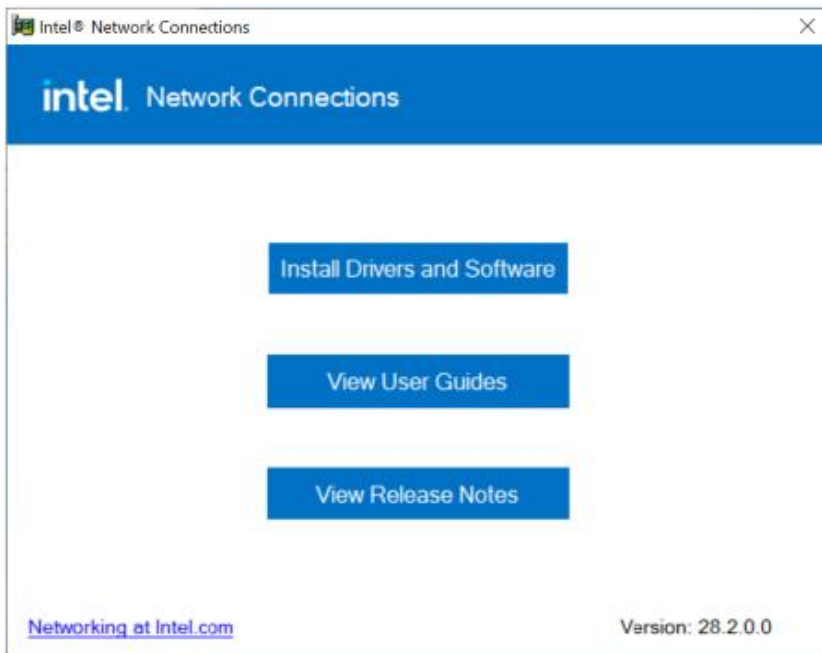 Intel® Network Connections
intel. Network Connections
Install Drivers and Software
View User Guides
View Release Notes
Networking at Intel.com
Version: 28.2.0.0